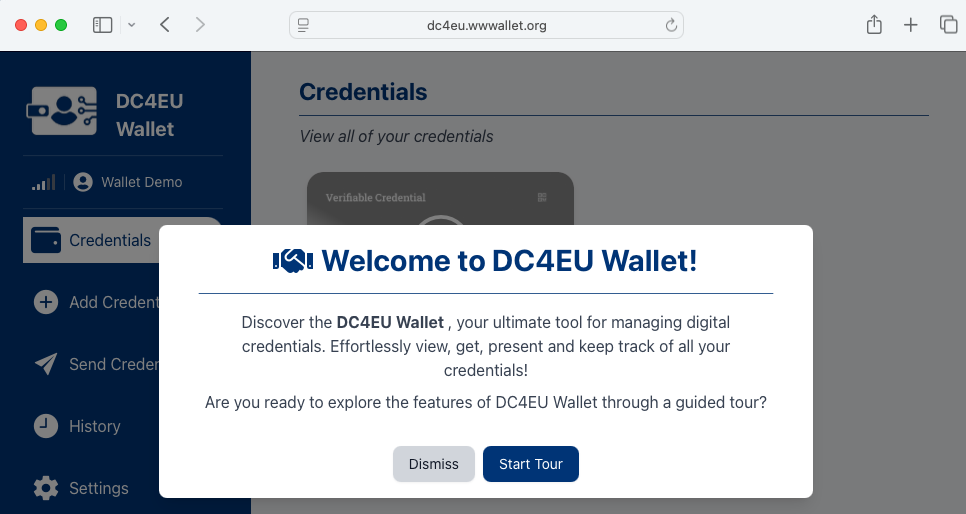 dc4eu.wwwallet.org
DC4EU
Wallet
Wallet Demo
Credentials
Add Credent
Send Creder
History
Settings
Credentials
View all of your credentials
Verifiable Credential
Welcome to DC4EU Wallet!
Discover the DC4EU Wallet , your ultimate tool for managing digital
credentials. Effortlessly view, get, present and keep track of all your
credentials!
Are you ready to explore the features of DC4EU Wallet through a guided tour?
Dismiss
Start Tour